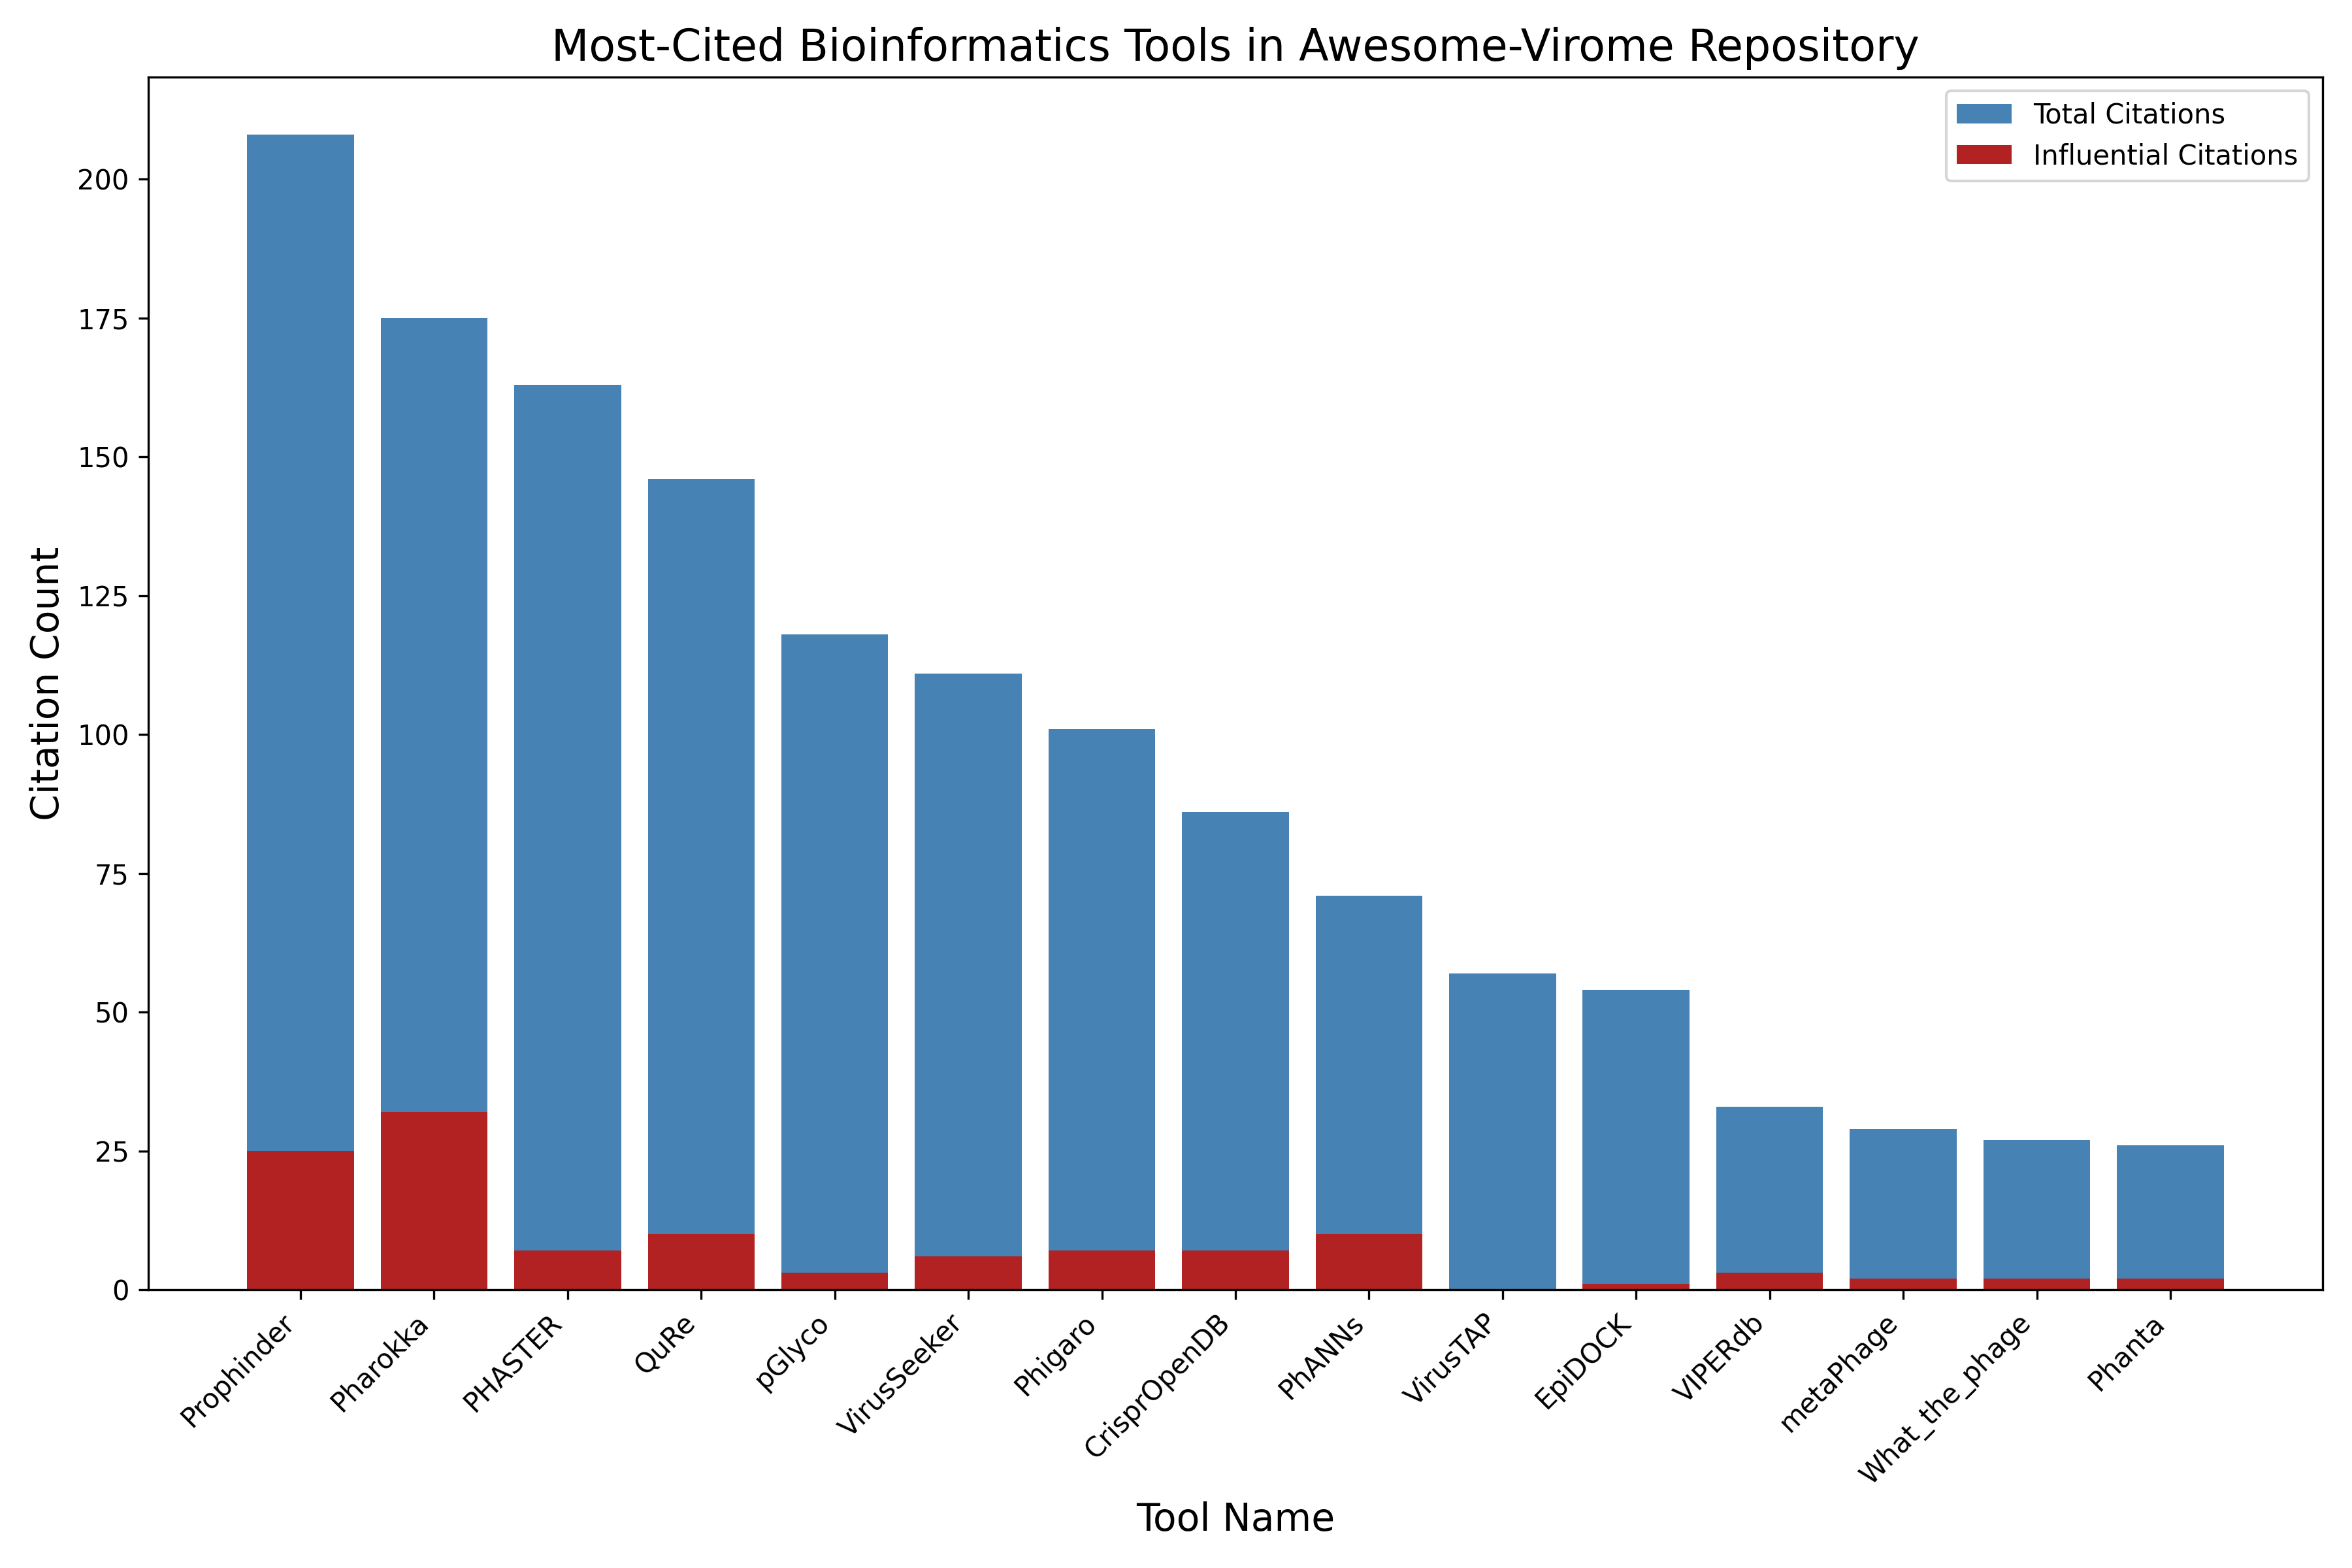 Most-Cited Bioinformatics Tools in Awesome-Virome Repository
Total Citations
Influential Citations
Citation Count
200
175
150
125
100
75
50
25
0
Prophinder
Pharokka
PHASTER
QuRe
pGlyco
VirusSeeker
Phigaro
CrisprOpenDB
PhANNs
VirusTAP
EpiDOCK
VIPERdb
metaPhage
What_the_phage
Phanta
Tool Name